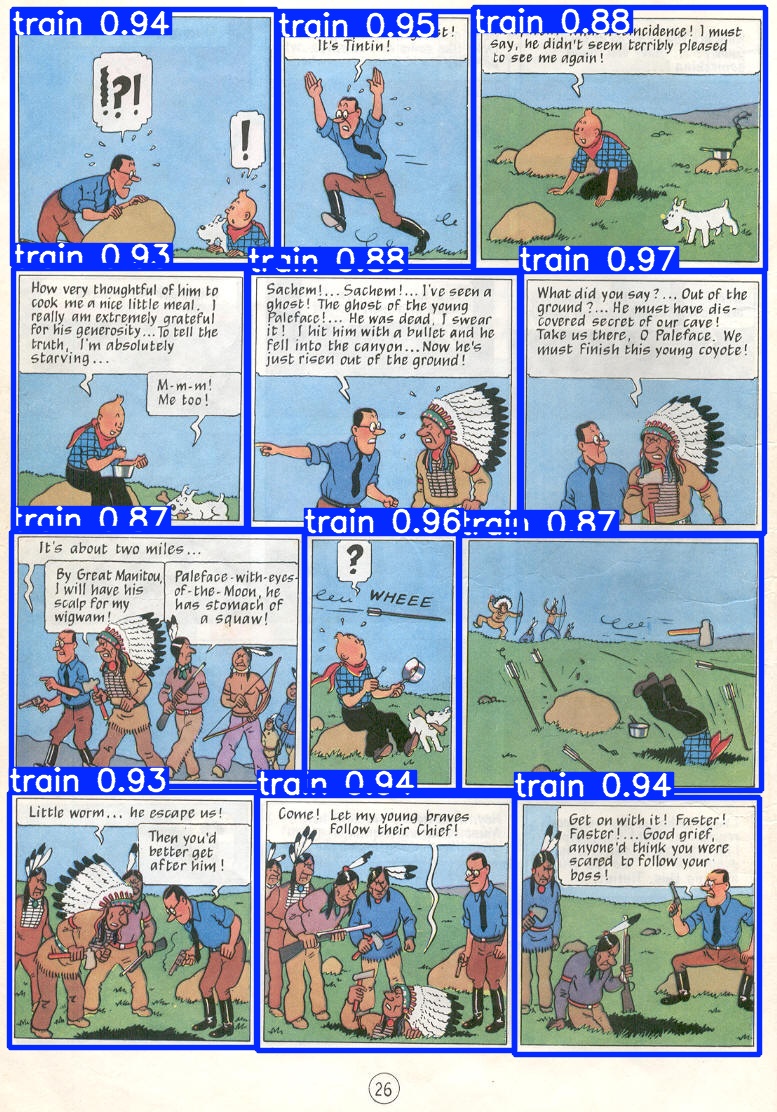 train 0.94
train 0.95
train 0.88
!?!
!
It's Tintin!
say, he didn't seem terribly pleased
to see me again!
train 0.93
train 0.88
train 0.97
How very thoughtful of him to
cook me a nice little meal. I
really am extremely grateful
for his generosity...To tell the
truth, I'm absolutely
starving...
M-m-m!
Me too!
Sachem!... Sachem!... I've seen a
ghost! The ghost of the young
Paleface!... He was dead, I swear
it! I hit him with a bullet and he
fell into the canyon...Now he's
just risen out of the ground!
What did you say?... Out of the
ground?... He must have dis-
covered secret of our cave!
Take us there, O Paleface. We
must finish this young coyote!
train 0.87
train 0.96
train 0.87
It's about two miles...
By Great Manitou,
I will have his
scalp for my
wigwam!
Paleface-with-eyes-
of-the-Moon, he
has stomach of
a squaw!
?
WHEEE
train 0.93
train 0.94
train 0.94
Little worm... he escape us!
Then you'd
better get
after him!
Come! Let my young braves
follow their Chief!
Get on with it! Faster!
Faster!... Good grief,
anyone'd think you were
scared to follow your
boss!
26